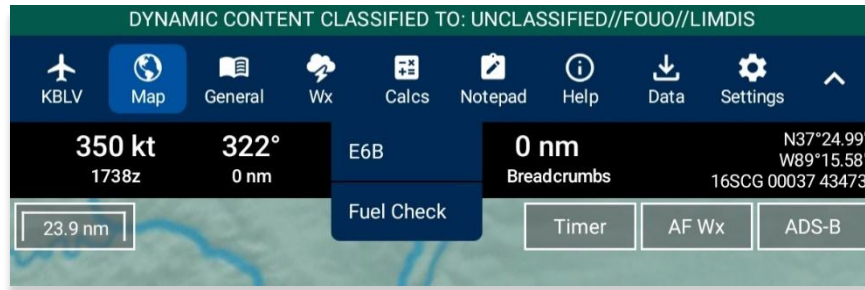 DYNAMIC CONTENT CLASSIFIED TO: UNCLASSIFIED//FOUO//LIMDIS
KBLV Map General Wx Calcs Notepad Help Data Settings
350 kt 322° E6B 0 nm N37°24.99'
W89°15.58'
1738z 0 nm Breadcrumbs 16SCG 00037 43473
Fuel Check
23.9 nm Timer AF Wx ADS-B